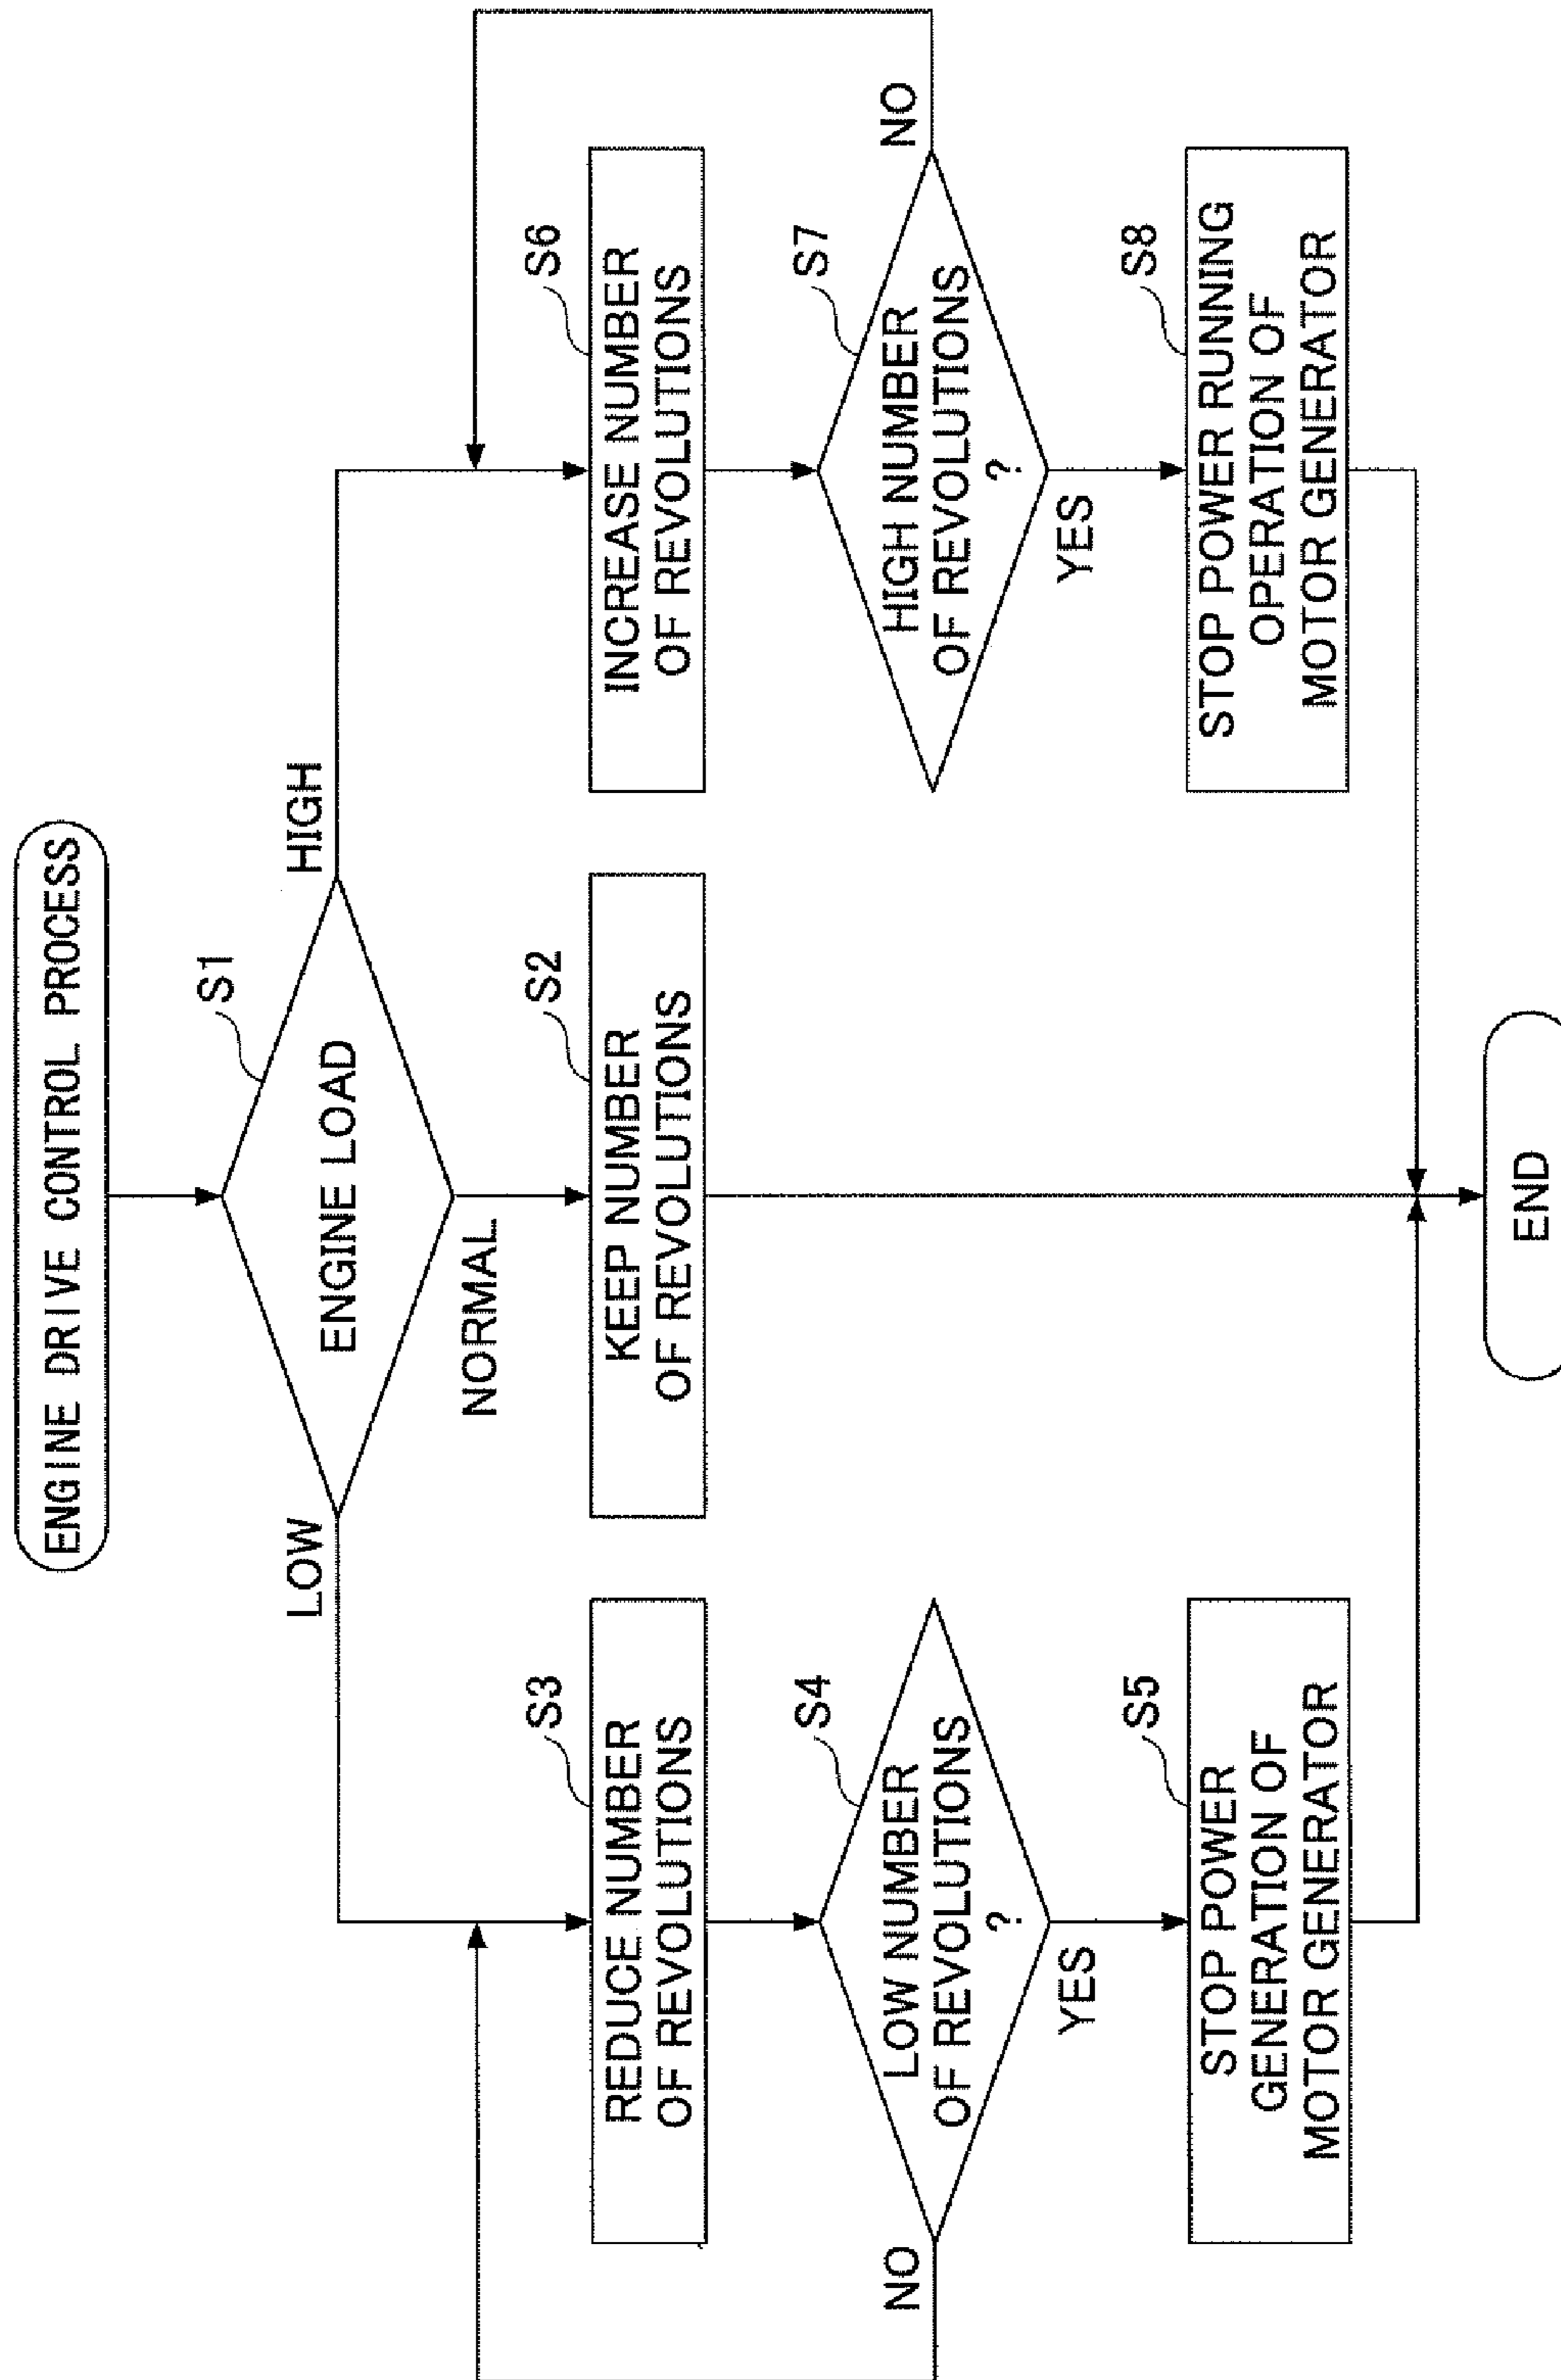 ENGINE DRIVE CONTROL PROCESS
S1
ENGINE LOAD
LOW
HIGH
NORMAL
S3
REDUCE NUMBER
OF REVOLUTIONS
S2
KEEP NUMBER
OF REVOLUTIONS
S6
INCREASE NUMBER
OF REVOLUTIONS
S4
LOW NUMBER
OF REVOLUTIONS
?
NO
YES
S7
HIGH NUMBER
OF REVOLUTIONS
?
NO
YES
S5
STOP POWER
GENERATION OF
MOTOR GENERATOR
S8
STOP POWER RUNNING
OPERATION OF
MOTOR GENERATOR
END